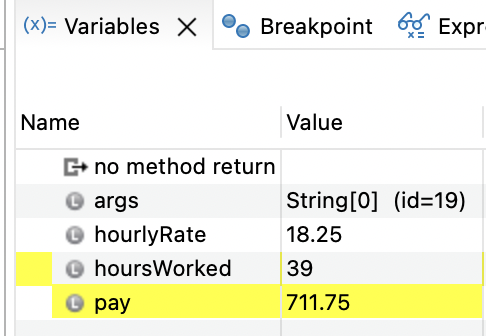 (x)= Variables Breakpoint Expr
Name Value
no method return
args String[0] (id=19)
hourlyRate 18.25
hoursWorked 39
pay 711.75